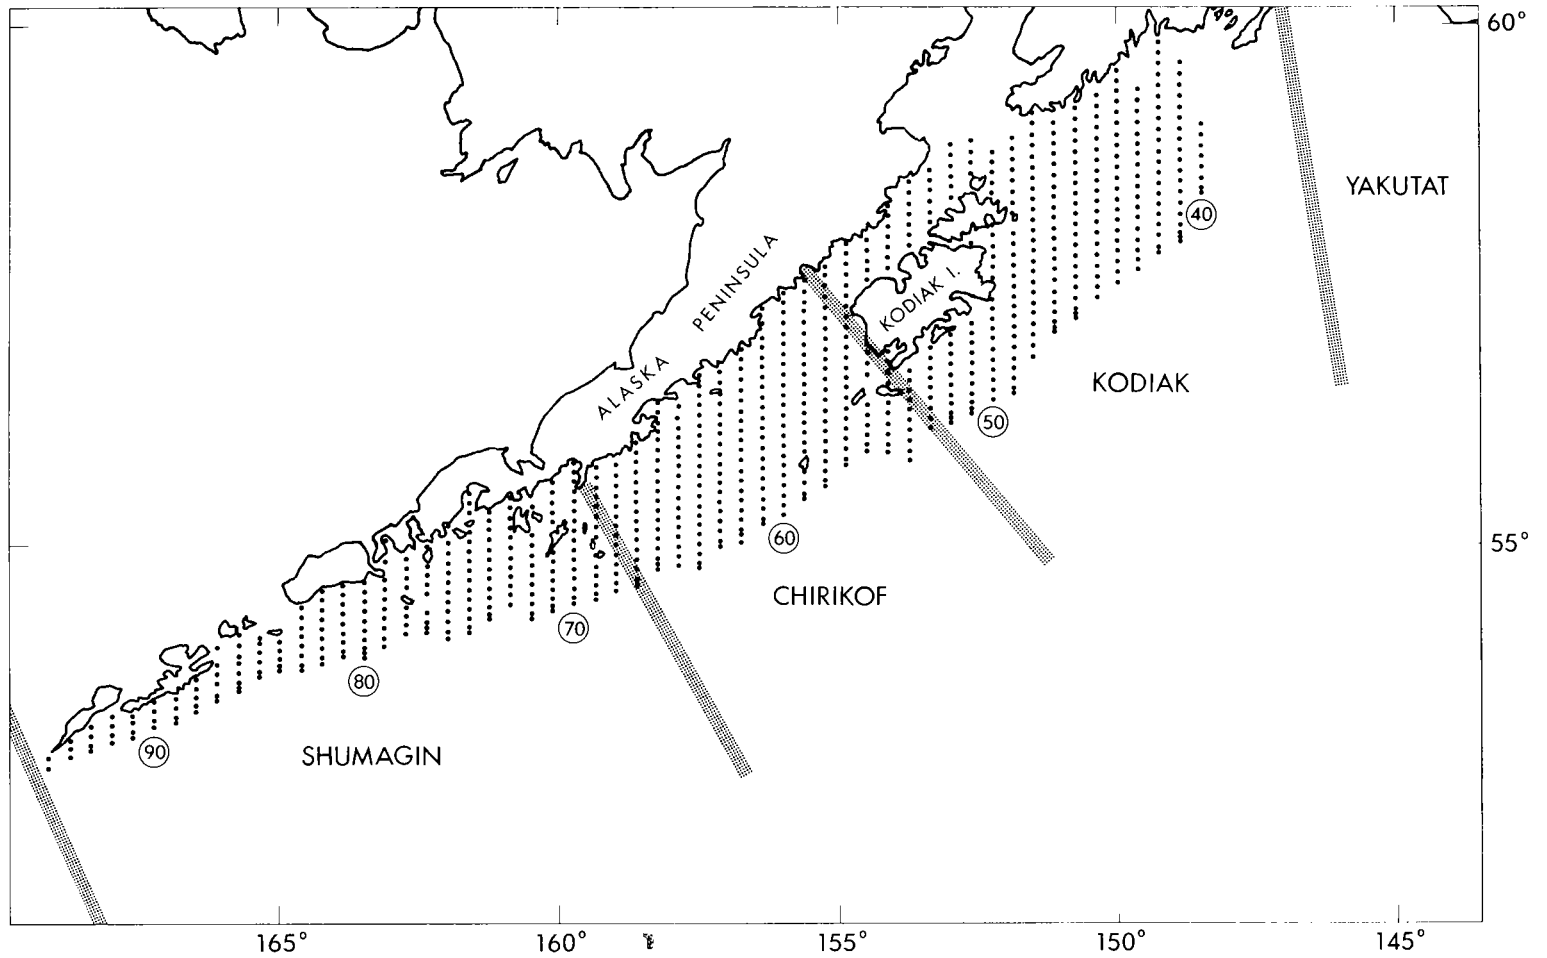 60°
YAKUTAT
40
PENINSULA
KODIAK I.
ALASKA
KODIAK
50
60
55°
CHIRIKOF
70
80
SHUMAGIN
90
165°
160°
155°
150°
145°